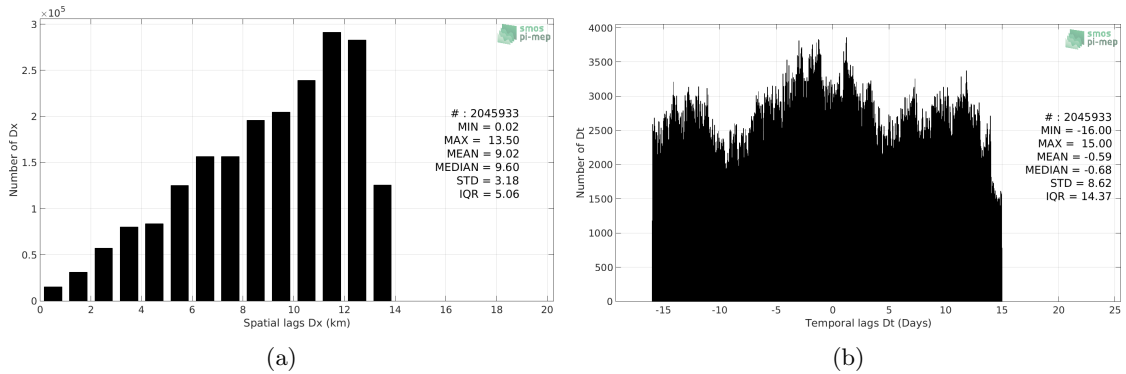 ×10⁵
3
2.5
2
1.5
1
0.5
0
Number of Dx
smos
pi-mep
# : 2045933
MIN = 0.02
MAX = 13.50
MEAN = 9.02
MEDIAN = 9.60
STD = 3.18
IQR = 5.06
0 2 4 6 8 10 12 14 16 18 20
Spatial lags Dx (km)
(a)
4000
3500
3000
2500
2000
1500
1000
500
0
Number of Dt
smos
pi-mep
# : 2045933
MIN = -16.00
MAX = 15.00
MEAN = -0.59
MEDIAN = -0.68
STD = 8.62
IQR = 14.37
-15 -10 -5 0 5 10 15 20 25
Temporal lags Dt (Days)
(b)